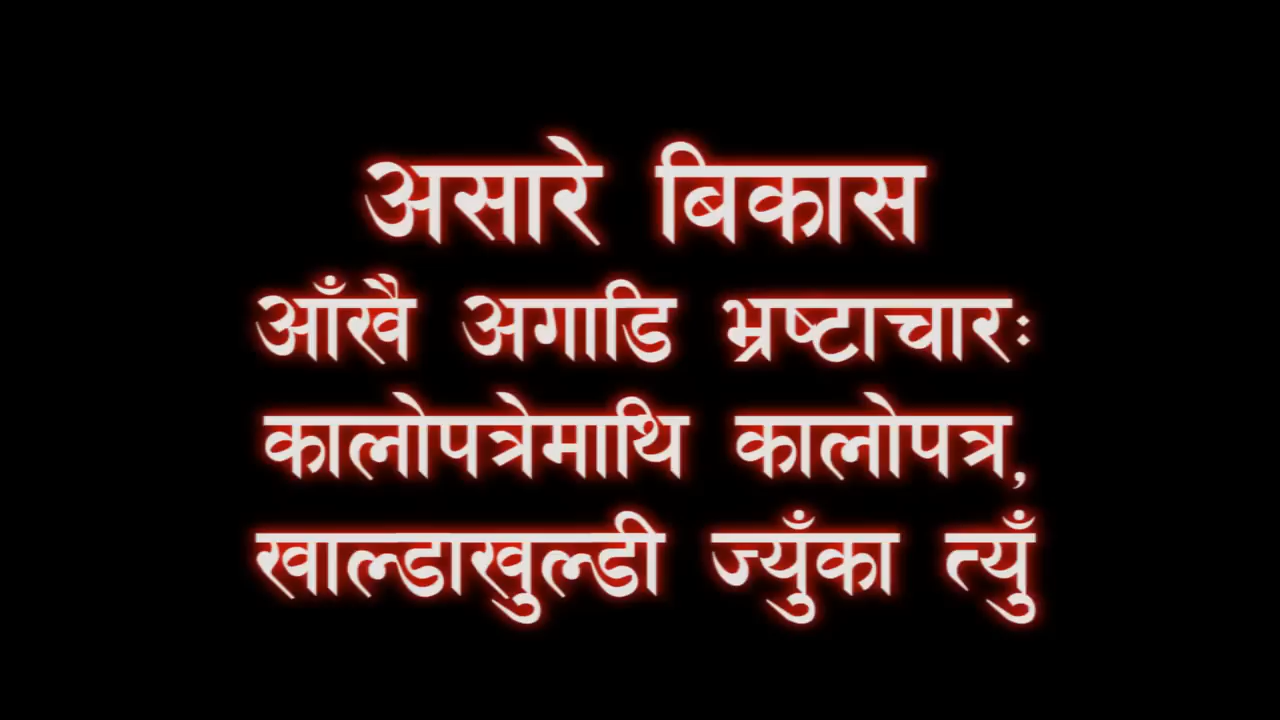 असारे बिकास
आँखै अगाडि भ्रष्टाचारः
कालोपत्रेमाथि कालोपत्र,
खाल्डाखुल्डी ज्युँका त्युँ